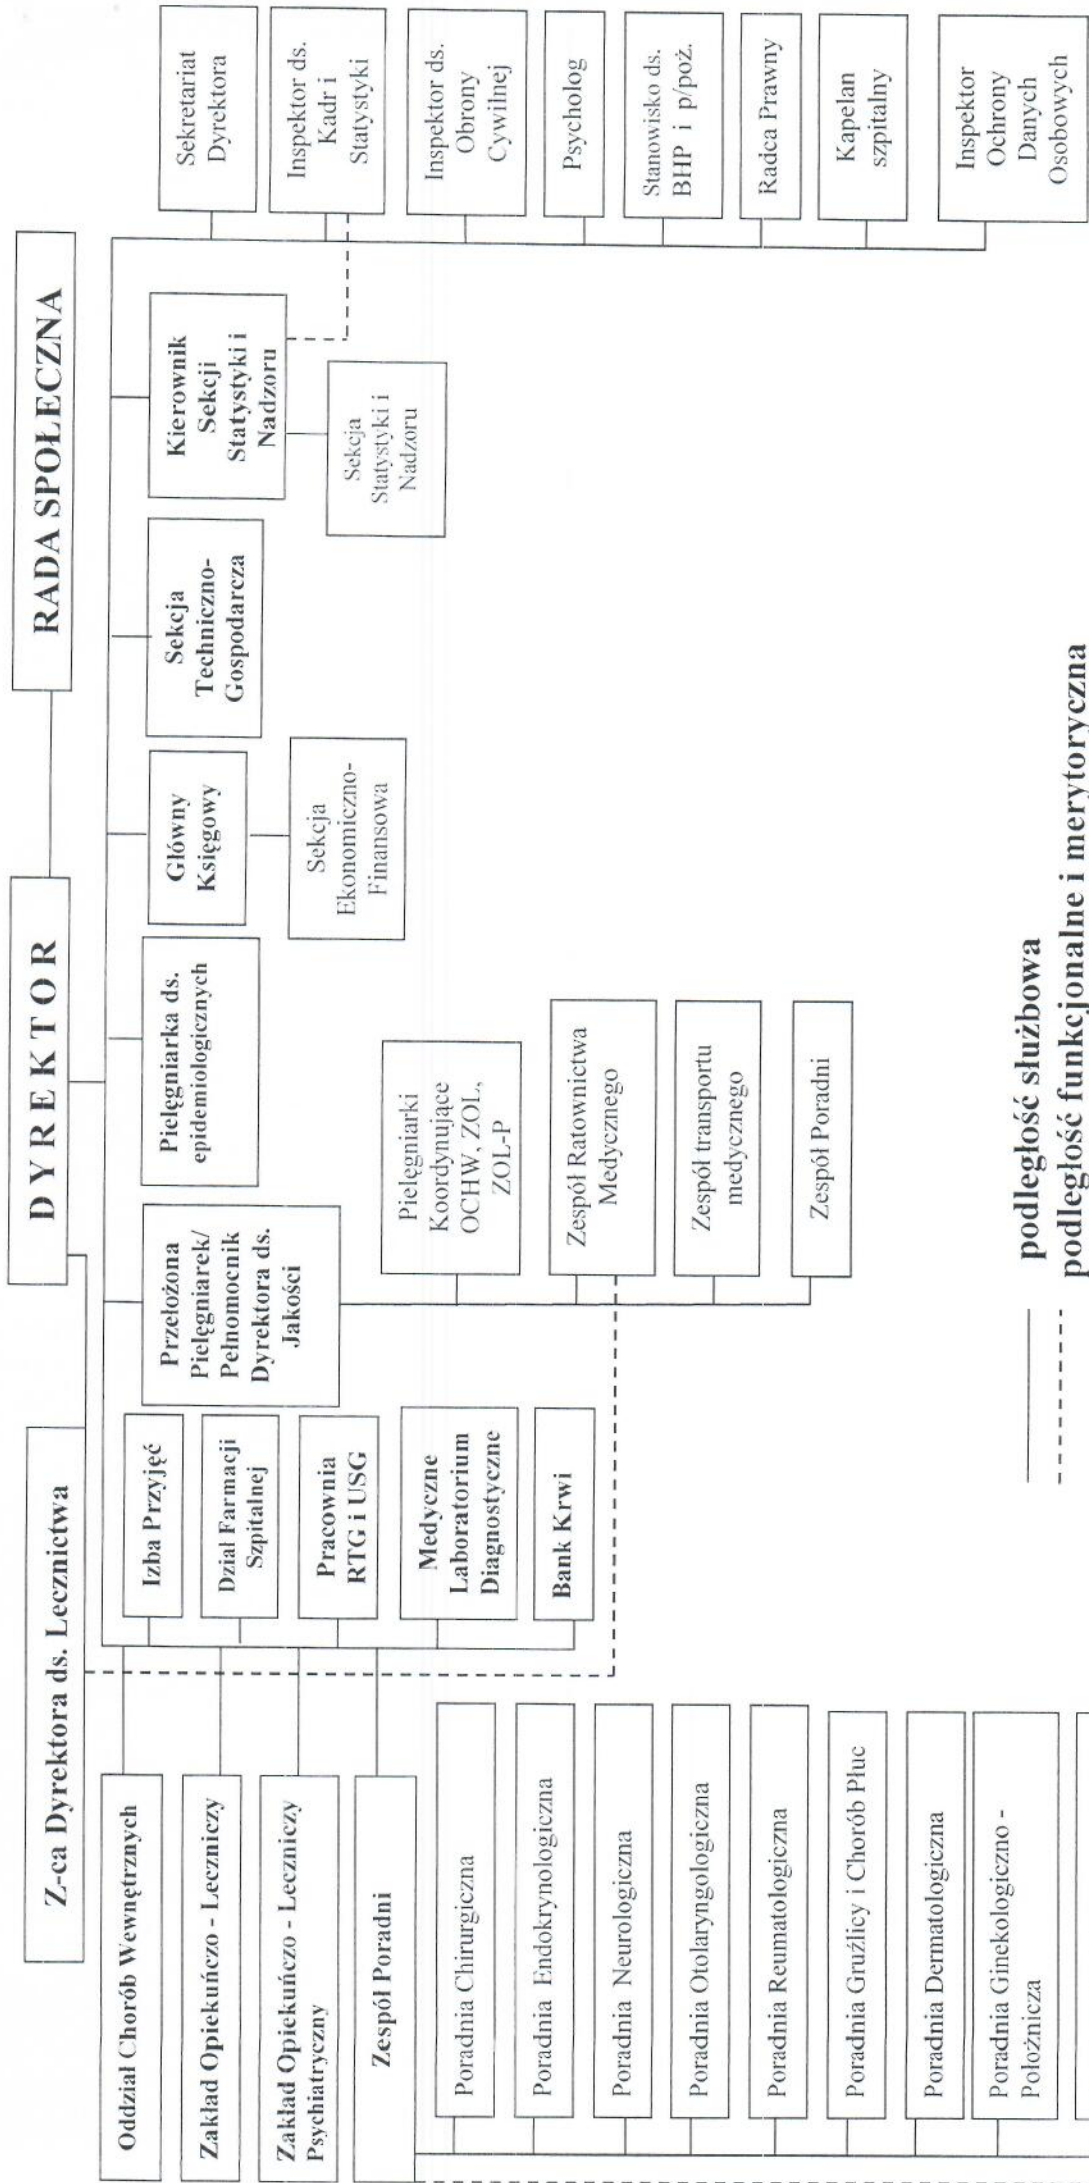 RADA SPOŁECZNA
DYREKTOR
Z-ca Dyrektora ds. Lecznictwa
Oddział Chorób Wewnętrznych
Zakład Opiekuńczo - Leczniczy
Zakład Opiekuńczo - Leczniczy
Psychiatryczny
Zespół Poradni
Poradnia Chirurgiczna
Poradnia Endokrynologiczna
Poradnia Neurologiczna
Poradnia Otolaryngologiczna
Poradnia Reumatologiczna
Poradnia Gruźlicy i Chorób Płuc
Poradnia Dermatologiczna
Poradnia Ginekologiczno -
Położnicza
Izba Przyjęć
Dział Farmacji
Szpitalnej
Pracownia
RTG i USG
Medyczne
Laboratorium
Diagnostyczne
Bank Krwi
Przełożona
Pielęgniarek/
Pełnomocnik
Dyrektora ds.
Jakości
Pielęgniarki
Koordynujące
OCHW, ZOL,
ZOL-P
Zespół Ratownictwa
Medycznego
Zespół transportu
medycznego
Zespół Poradni
Pielęgniarka ds.
epidemiologicznych
Główny
Księgowy
Sekcja
Ekonomiczno-
Finansowa
Sekcja
Techniczno-
Gospodarcza
Kierownik
Sekcji
Statystyki i
Nadzoru
Sekcja
Statystyki i
Nadzoru
Sekretariat
Dyrektora
Inspektor ds.
Kadr i
Statystyki
Inspektor ds.
Obrony
Cywilnej
Psycholog
Stanowisko ds.
BHP i p/poż.
Radca Prawny
Kapelan
szpitalny
Inspektor
Ochrony
Danych
Osobowych
podległość służbowa
podległość funkcjonalne i merytoryczna